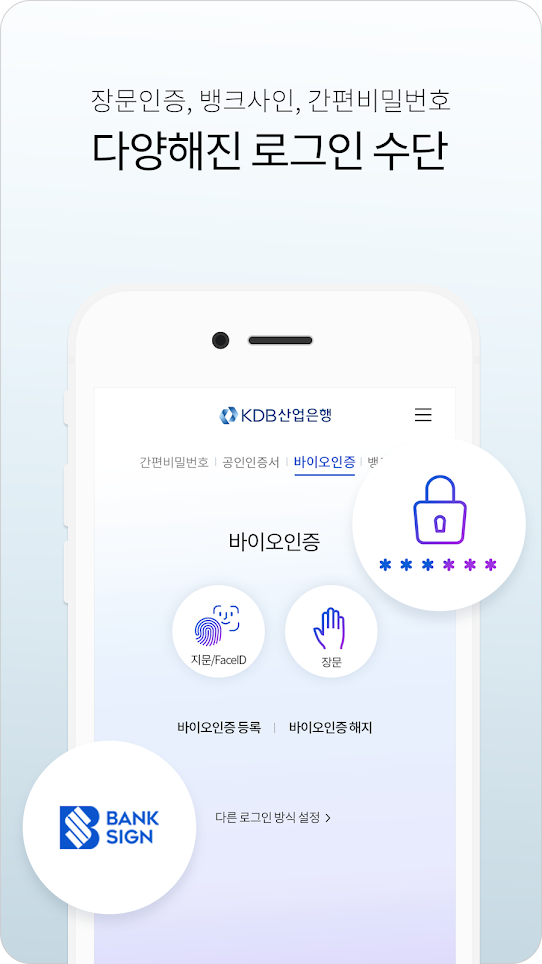 장문인증, 뱅크사인, 간편비밀번호
다양해진 로그인 수단
KDB산업은행
간편비밀번호 | 공인인증서 | 바이오인증 |
바이오인증
지문/FaceID
장문
바이오인증 등록 | 바이오인증 해지
다른 로그인 방식 설정 >
BANK
SIGN
******